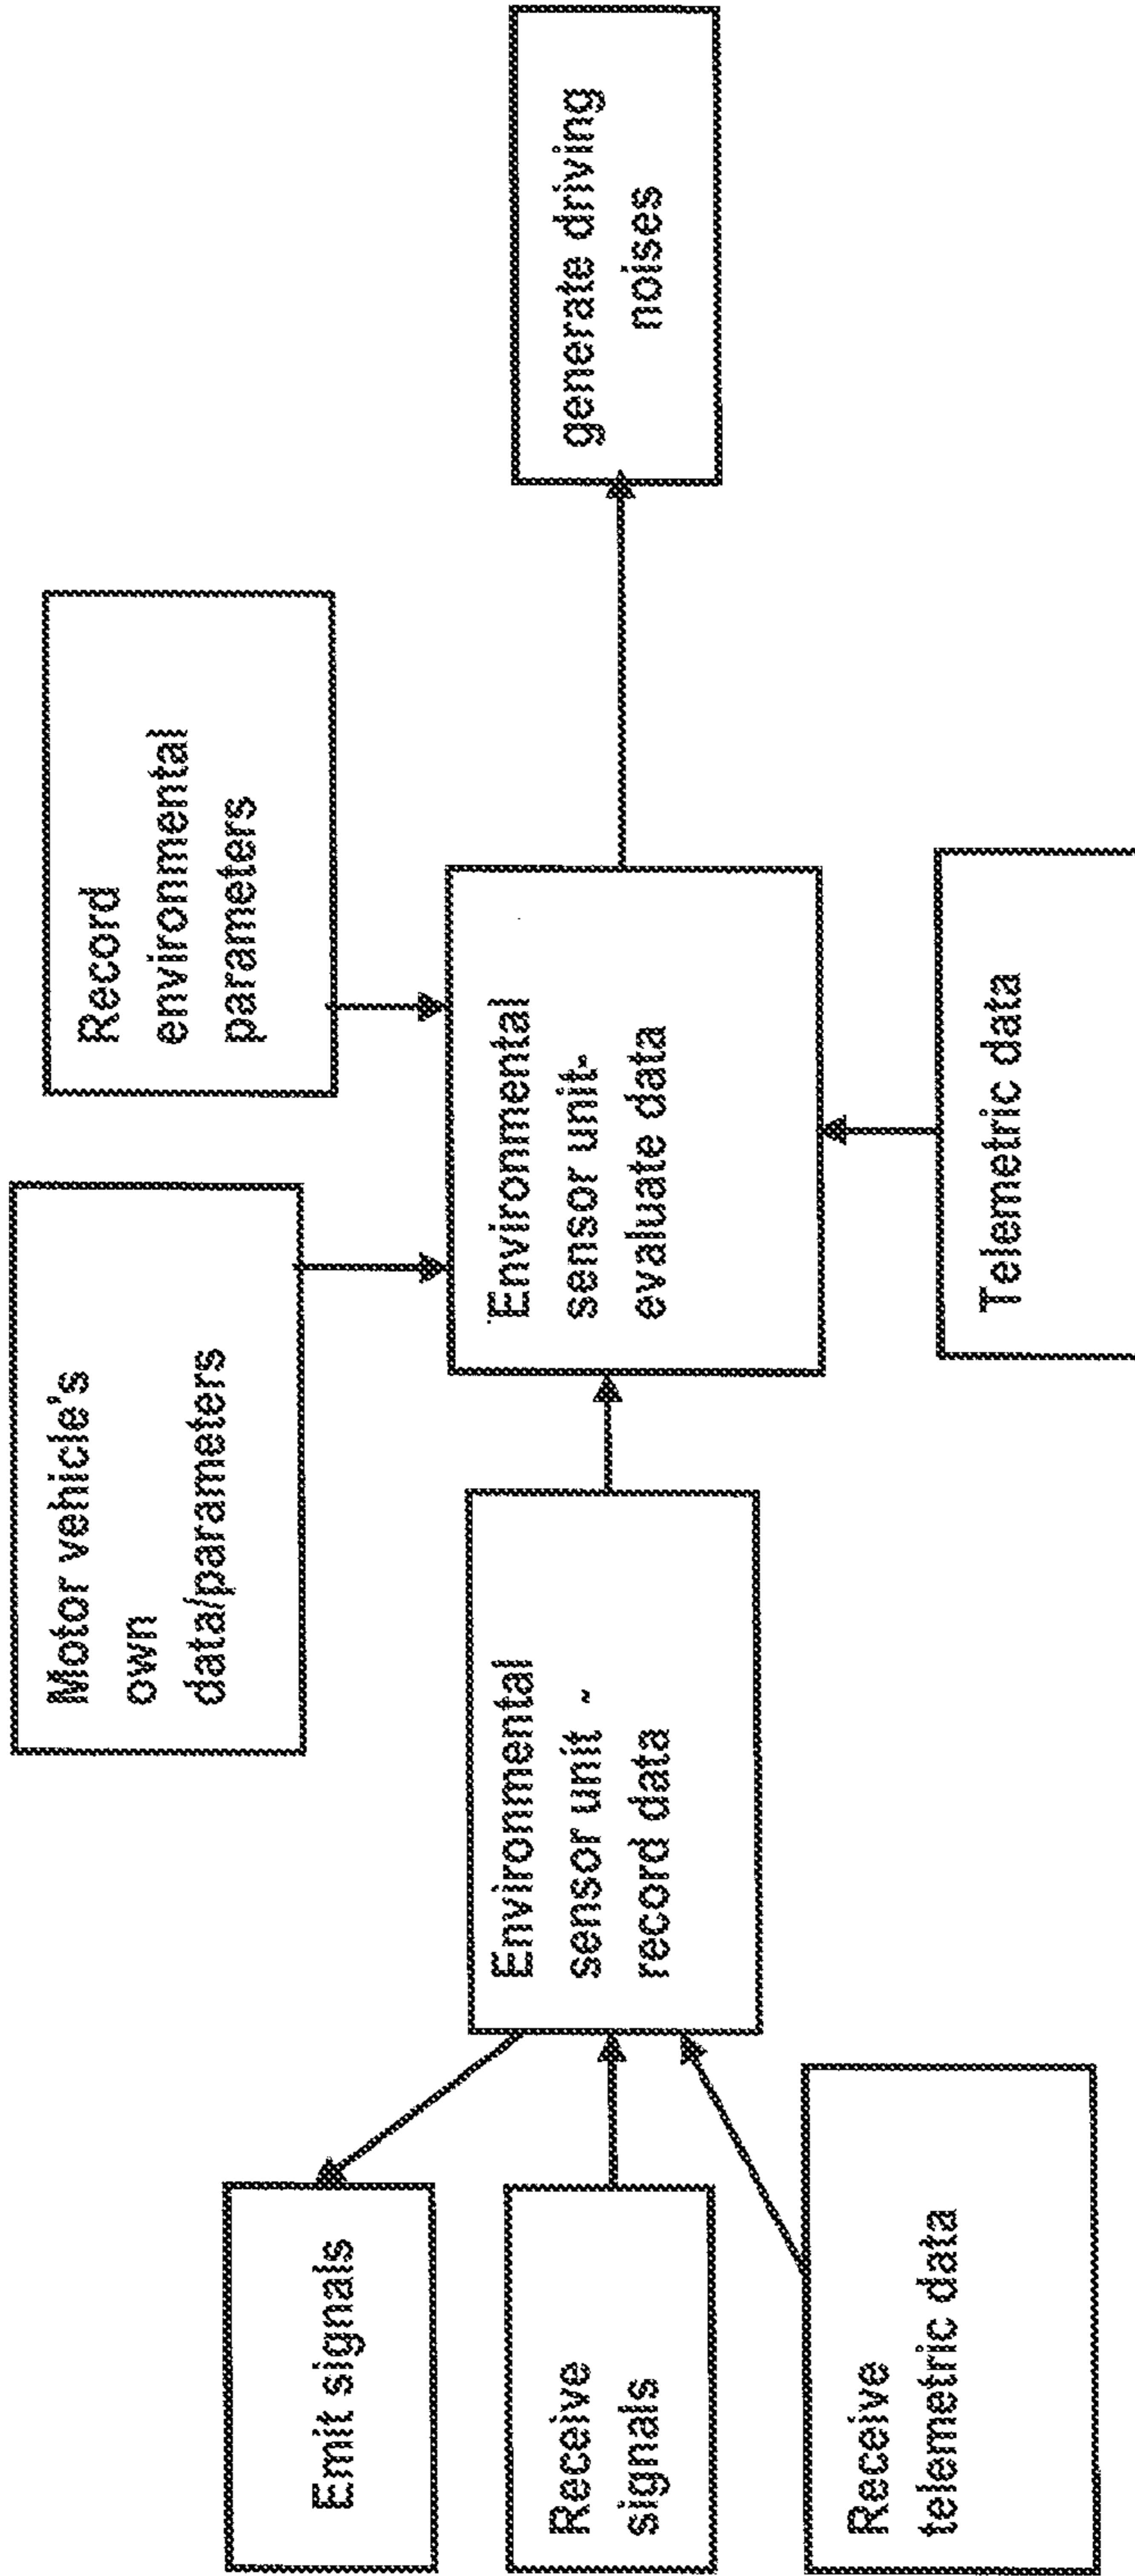 Emit signals
Receive
signals
Receive
telemetric data
Environmental
sensor unit -
record data
Motor vehicle's
own
data/parameters
Record
environmental
parameters
Environmental
sensor unit-
evaluate data
Telemetric data
generate driving
noises